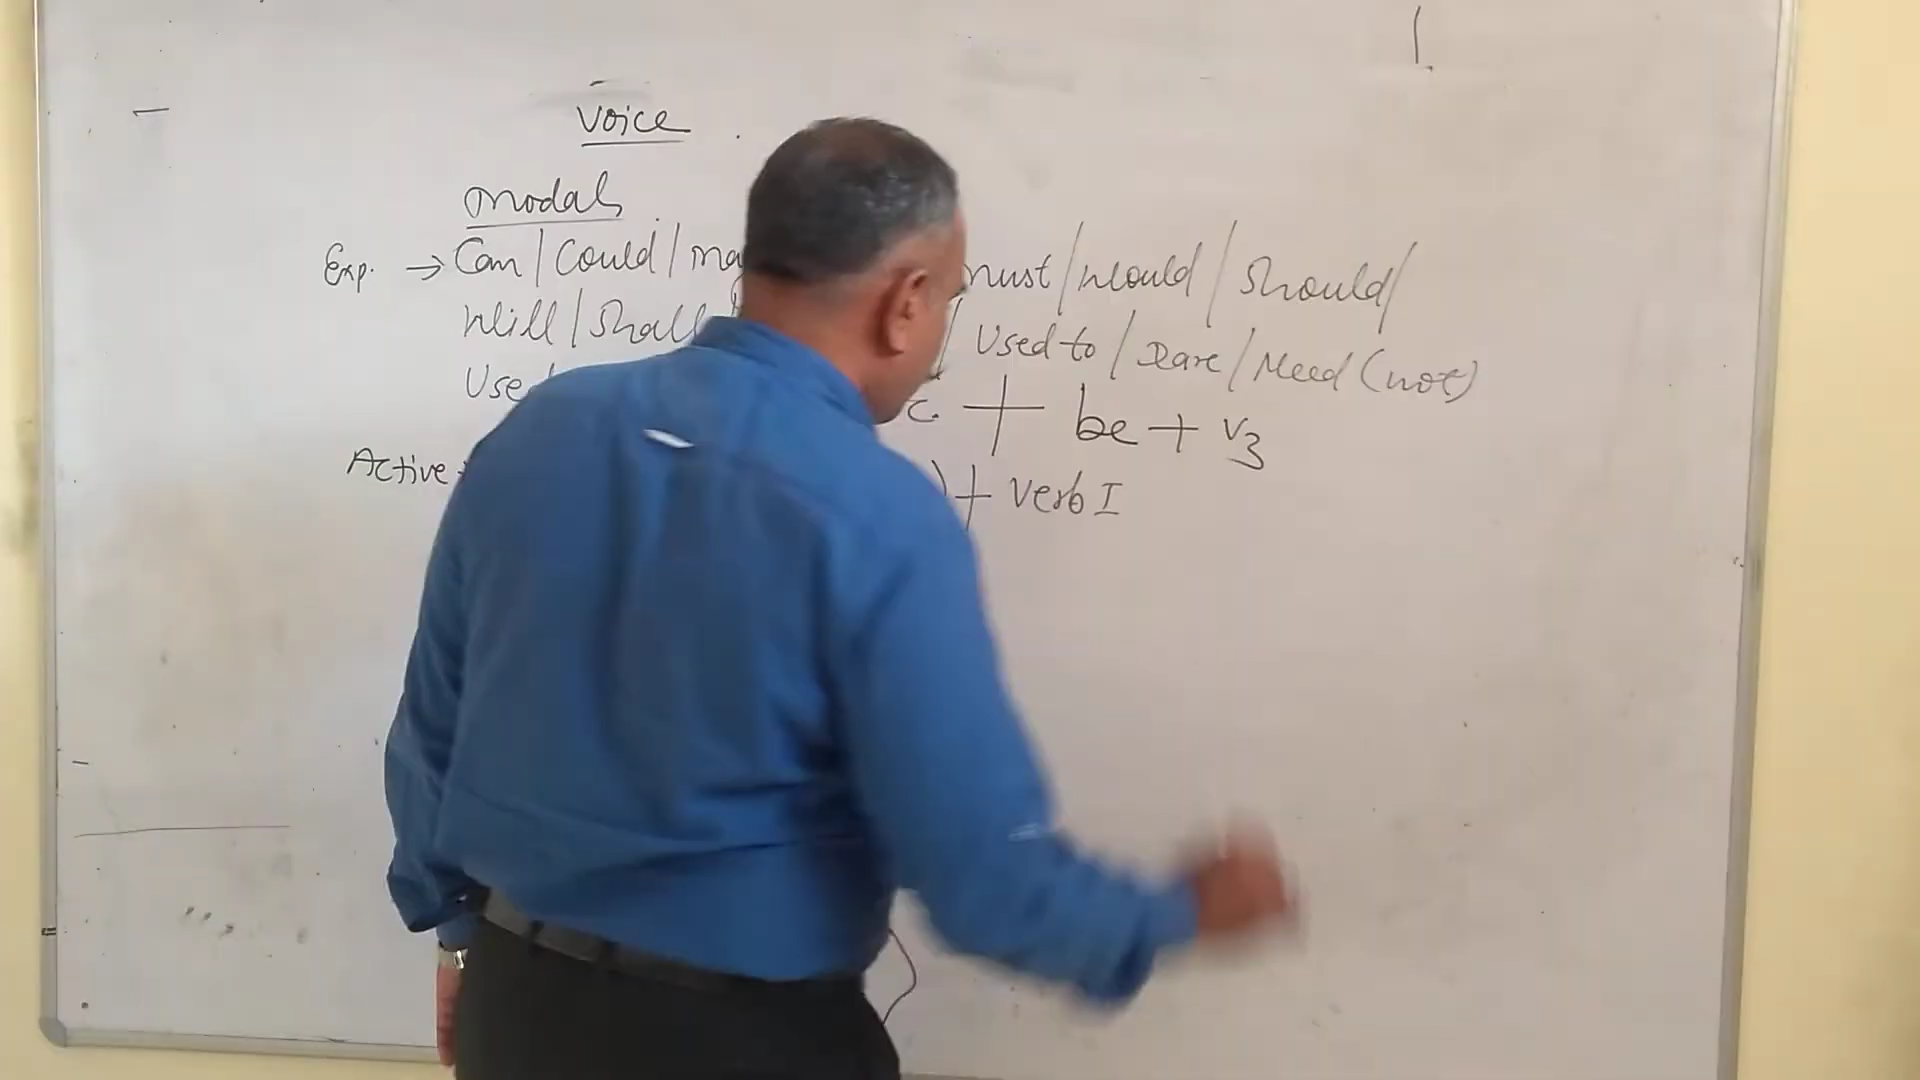 Voice
Modals
Exp. → Can / Could / ma must / Would / Should /
Will / Shall / Used to / Dare / Need (not)
Use c. + be + V3
Active ) + Verb I